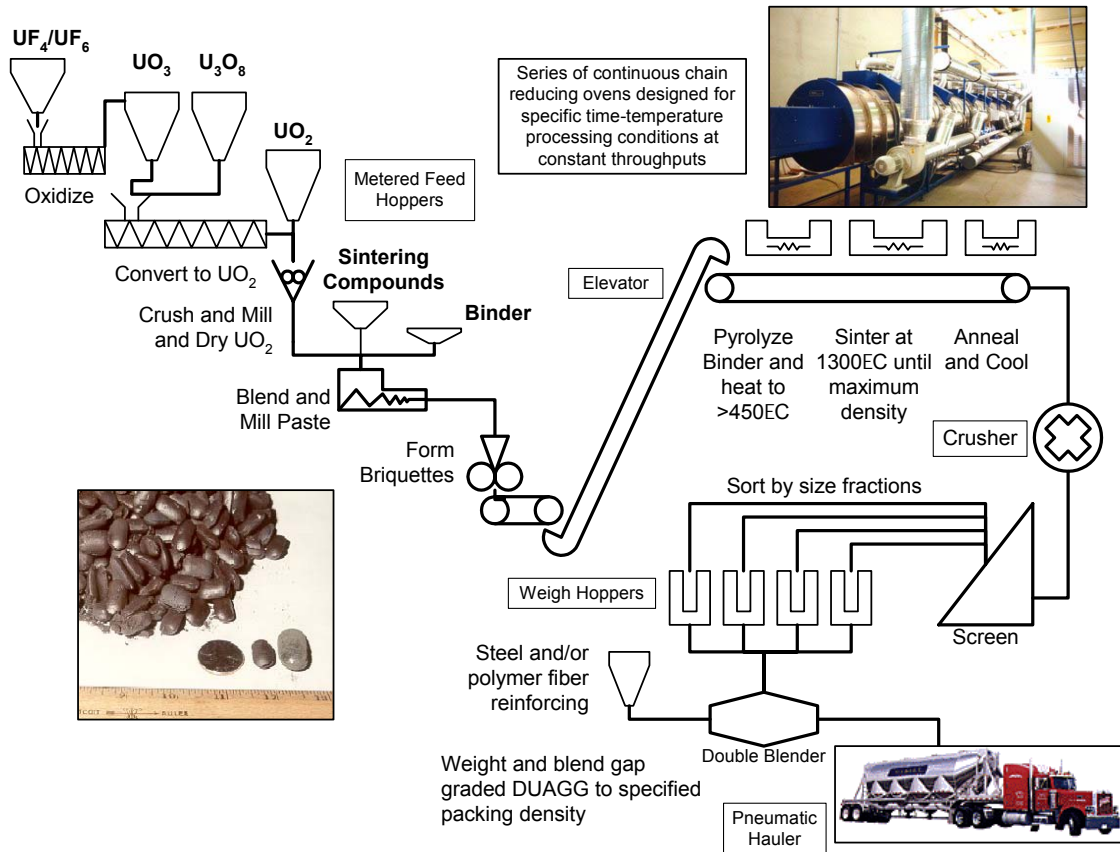 UF4/UF6
UO3
U3O8
UO2
Oxidize
Metered Feed
Hoppers
Convert to UO2
Crush and Mill
and Dry UO2
Sintering
Compounds
Binder
Blend and
Mill Paste
Form
Briquettes
Series of continuous chain
reducing ovens designed for
specific time-temperature
processing conditions at
constant throughputs
Elevator
Pyrolyze
Binder and
heat to
>450EC
Sinter at
1300EC until
maximum
density
Anneal
and Cool
Crusher
Sort by size fractions
Weigh Hoppers
Screen
Steel and/or
polymer fiber
reinforcing
Double Blender
Weight and blend gap
graded DUAGG to specified
packing density
Pneumatic
Hauler